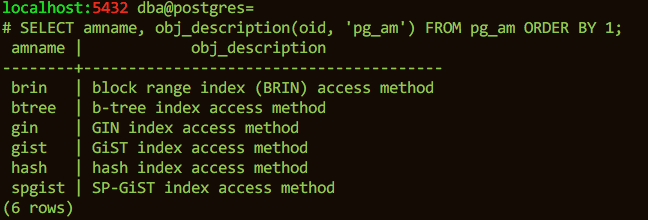 localhost:5432 dba@postgres=
# SELECT amname, obj_description(oid, 'pg_am') FROM pg_am ORDER BY 1;
 amname |             obj_description
--------+-----------------------------------------
 brin   | block range index (BRIN) access method
 btree  | b-tree index access method
 gin    | GIN index access method
 gist   | GiST index access method
 hash   | hash index access method
 spgist | SP-GiST index access method
(6 rows)